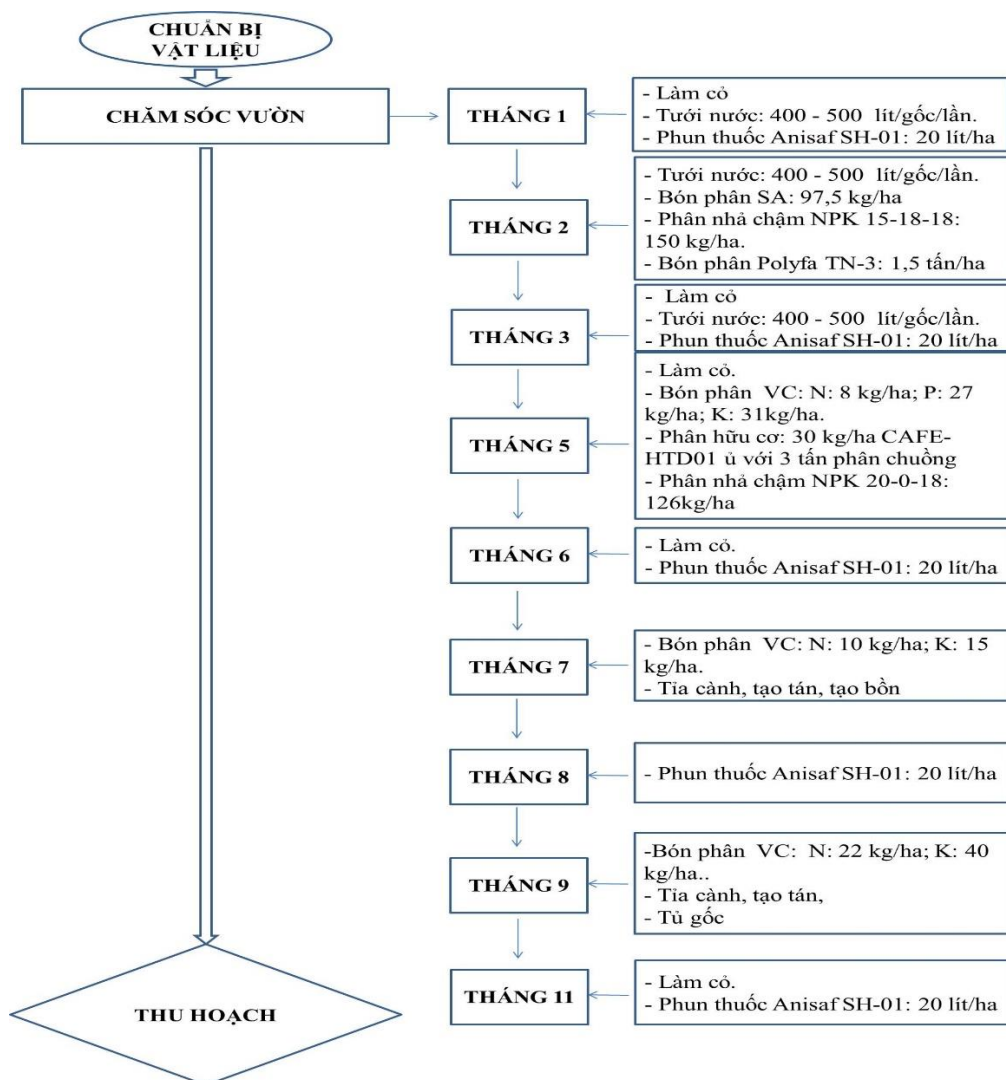 CHUẨN BỊ
VẬT LIỆU
CHĂM SÓC VƯỜN
THÁNG 1
- Làm cỏ
- Tưới nước: 400 - 500 lít/gốc/lần.
- Phun thuốc Anisaf SH-01: 20 lít/ha
THÁNG 2
- Tưới nước: 400 - 500 lít/gốc/lần.
- Bón phân SA: 97,5 kg/ha
- Phân nhả chậm NPK 15-18-18:
150 kg/ha.
- Bón phân Polyfa TN-3: 1,5 tấn/ha
THÁNG 3
- Làm cỏ
- Tưới nước: 400 - 500 lít/gốc/lần.
- Phun thuốc Anisaf SH-01: 20 lít/ha
THÁNG 5
- Làm cỏ.
- Bón phân VC: N: 8 kg/ha; P: 27
kg/ha; K: 31kg/ha.
- Phân hữu cơ: 30 kg/ha CAFE-
HTD01 ủ với 3 tấn phân chuồng
- Phân nhả chậm NPK 20-0-18:
126kg/ha
THÁNG 6
- Làm cỏ.
- Phun thuốc Anisaf SH-01: 20 lít/ha
THÁNG 7
- Bón phân VC: N: 10 kg/ha; K: 15
kg/ha.
- Tỉa cành, tạo tán, tạo bồn
THÁNG 8
- Phun thuốc Anisaf SH-01: 20 lít/ha
THÁNG 9
-Bón phân VC: N: 22 kg/ha; K: 40
kg/ha..
- Tỉa cành, tạo tán,
- Tủ gốc
THÁNG 11
- Làm cỏ.
- Phun thuốc Anisaf SH-01: 20 lít/ha
THU HOẠCH